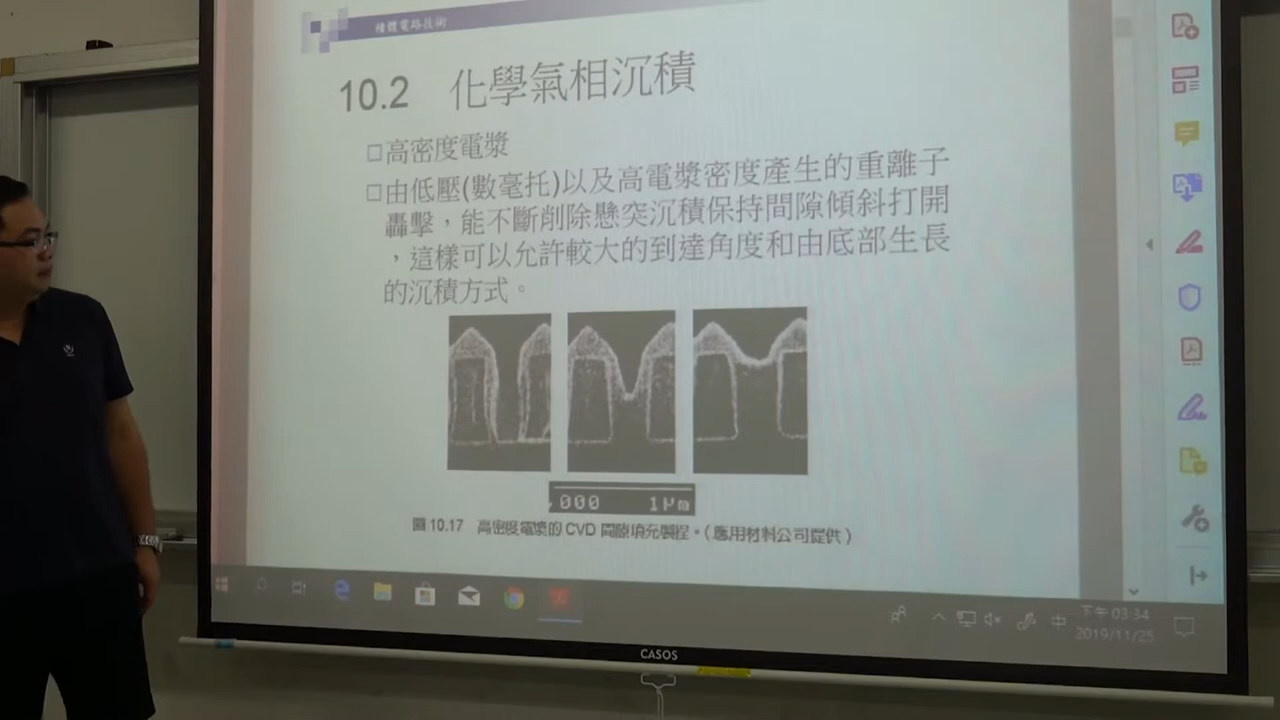 積體電路技術
10.2 化學氣相沉積
□高密度電漿
□由低壓(數毫托)以及高電漿密度產生的重離子
轟擊，能不斷削除懸突沉積保持間隙傾斜打開
，這樣可以允許較大的到達角度和由底部生長
的沉積方式。
,000 1μm
圖 10.17 高密度電漿的 CVD 間隙填充製程。(應用材料公司提供)
中
下午 03:34
2019/11/25
CASOS